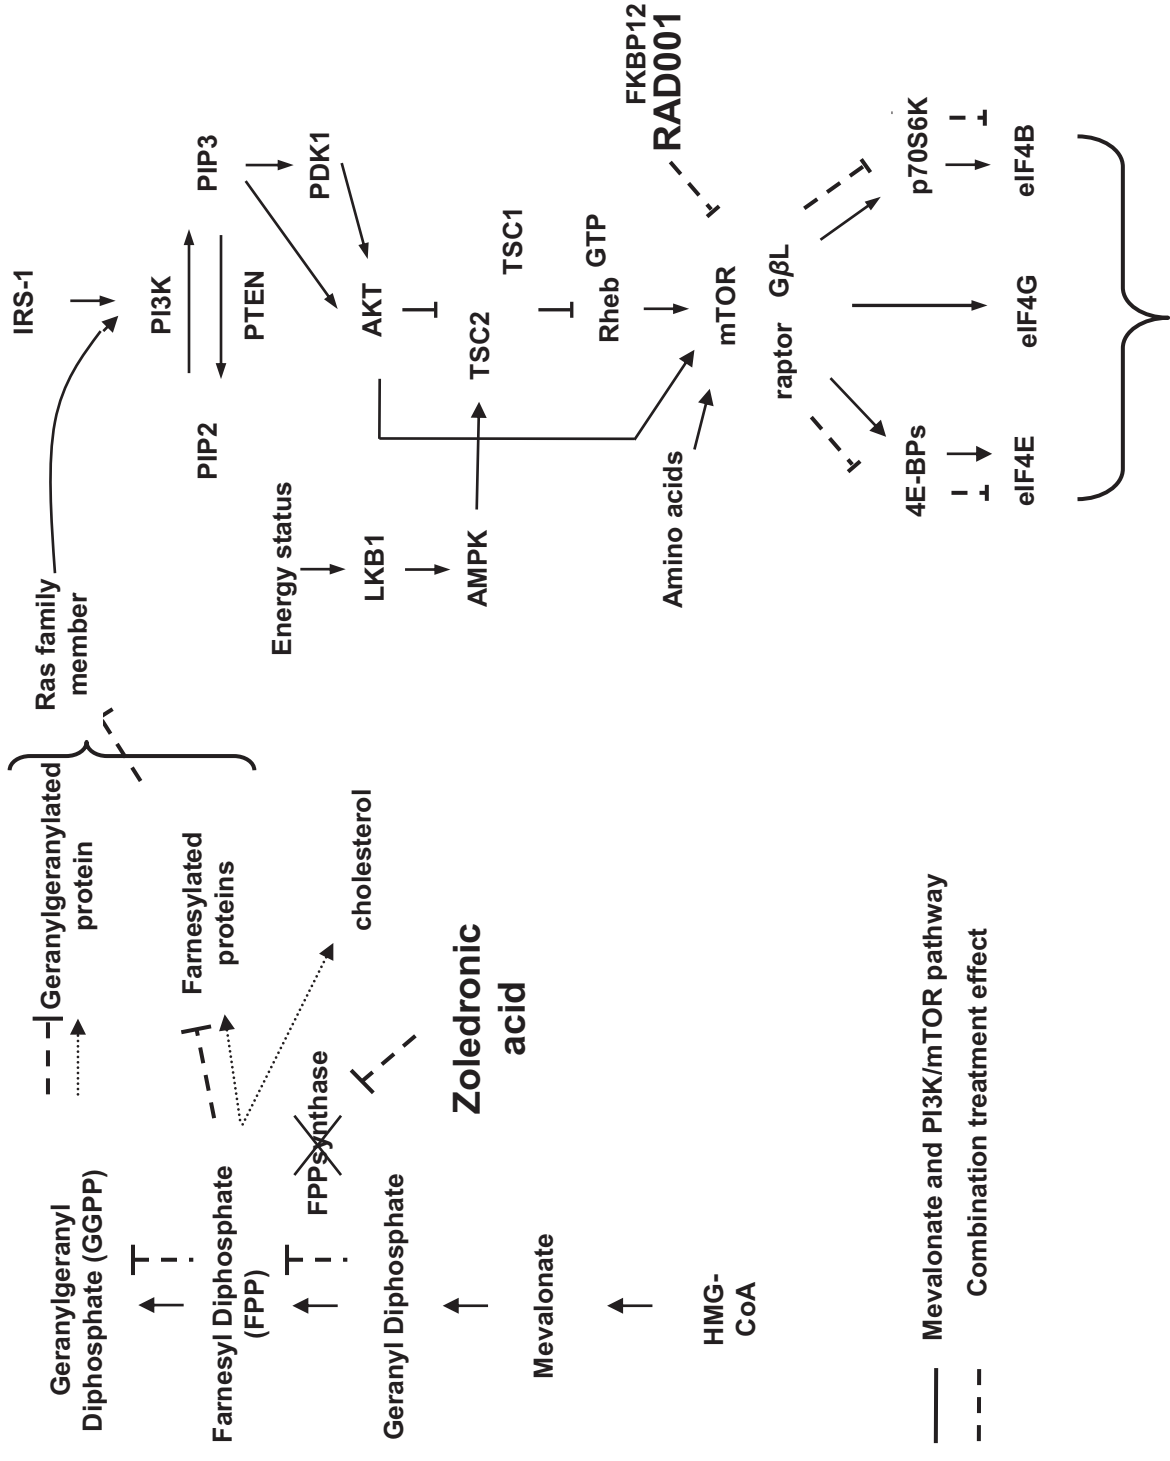 Geranylgeranyl
Diphosphate (GGPP)
Geranylgeranylated
protein
Farnesyl Diphosphate
(FPP)
Farnesylated
proteins
FPPsynthase
cholesterol
Geranyl Diphosphate
Zoledronic
acid
Mevalonate
HMG-
CoA
Ras family
member
IRS-1
PI3K
PIP2
PIP3
PTEN
PDK1
Energy status
LKB1
AKT
AMPK
TSC2
TSC1
Rheb
GTP
FKBP12
RAD001
Amino acids
mTOR
raptor
GβL
4E-BPs
p70S6K
eIF4E
eIF4G
eIF4B
Mevalonate and PI3K/mTOR pathway
Combination treatment effect